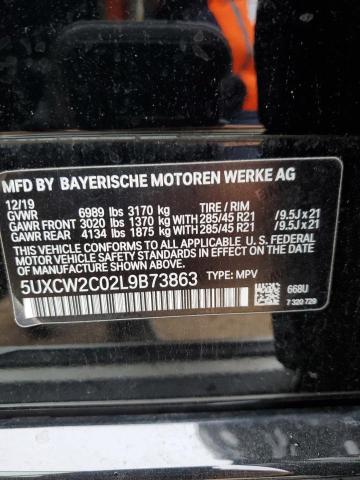 MFD BY BAYERISCHE MOTOREN WERKE AG
12/19 TIRE / RIM
GVWR 6989 lbs 3170 kg
GAWR FRONT 3020 lbs 1370 kg WITH 285/45 R21 /9.5J x 21
GAWR REAR 4134 lbs 1875 kg WITH 285/45 R21 /9.5J x 21
THIS VEHICLE CONFORMS TO ALL APPLICABLE U.S. FEDERAL
MOTOR VEHICLE SAFETY STANDARDS IN
EFFECT ON THE DATE OF MANUFACTURE SHOWN ABOVE.
5UXCW2C02L9B73863 TYPE: MPV
668U
7 320 729